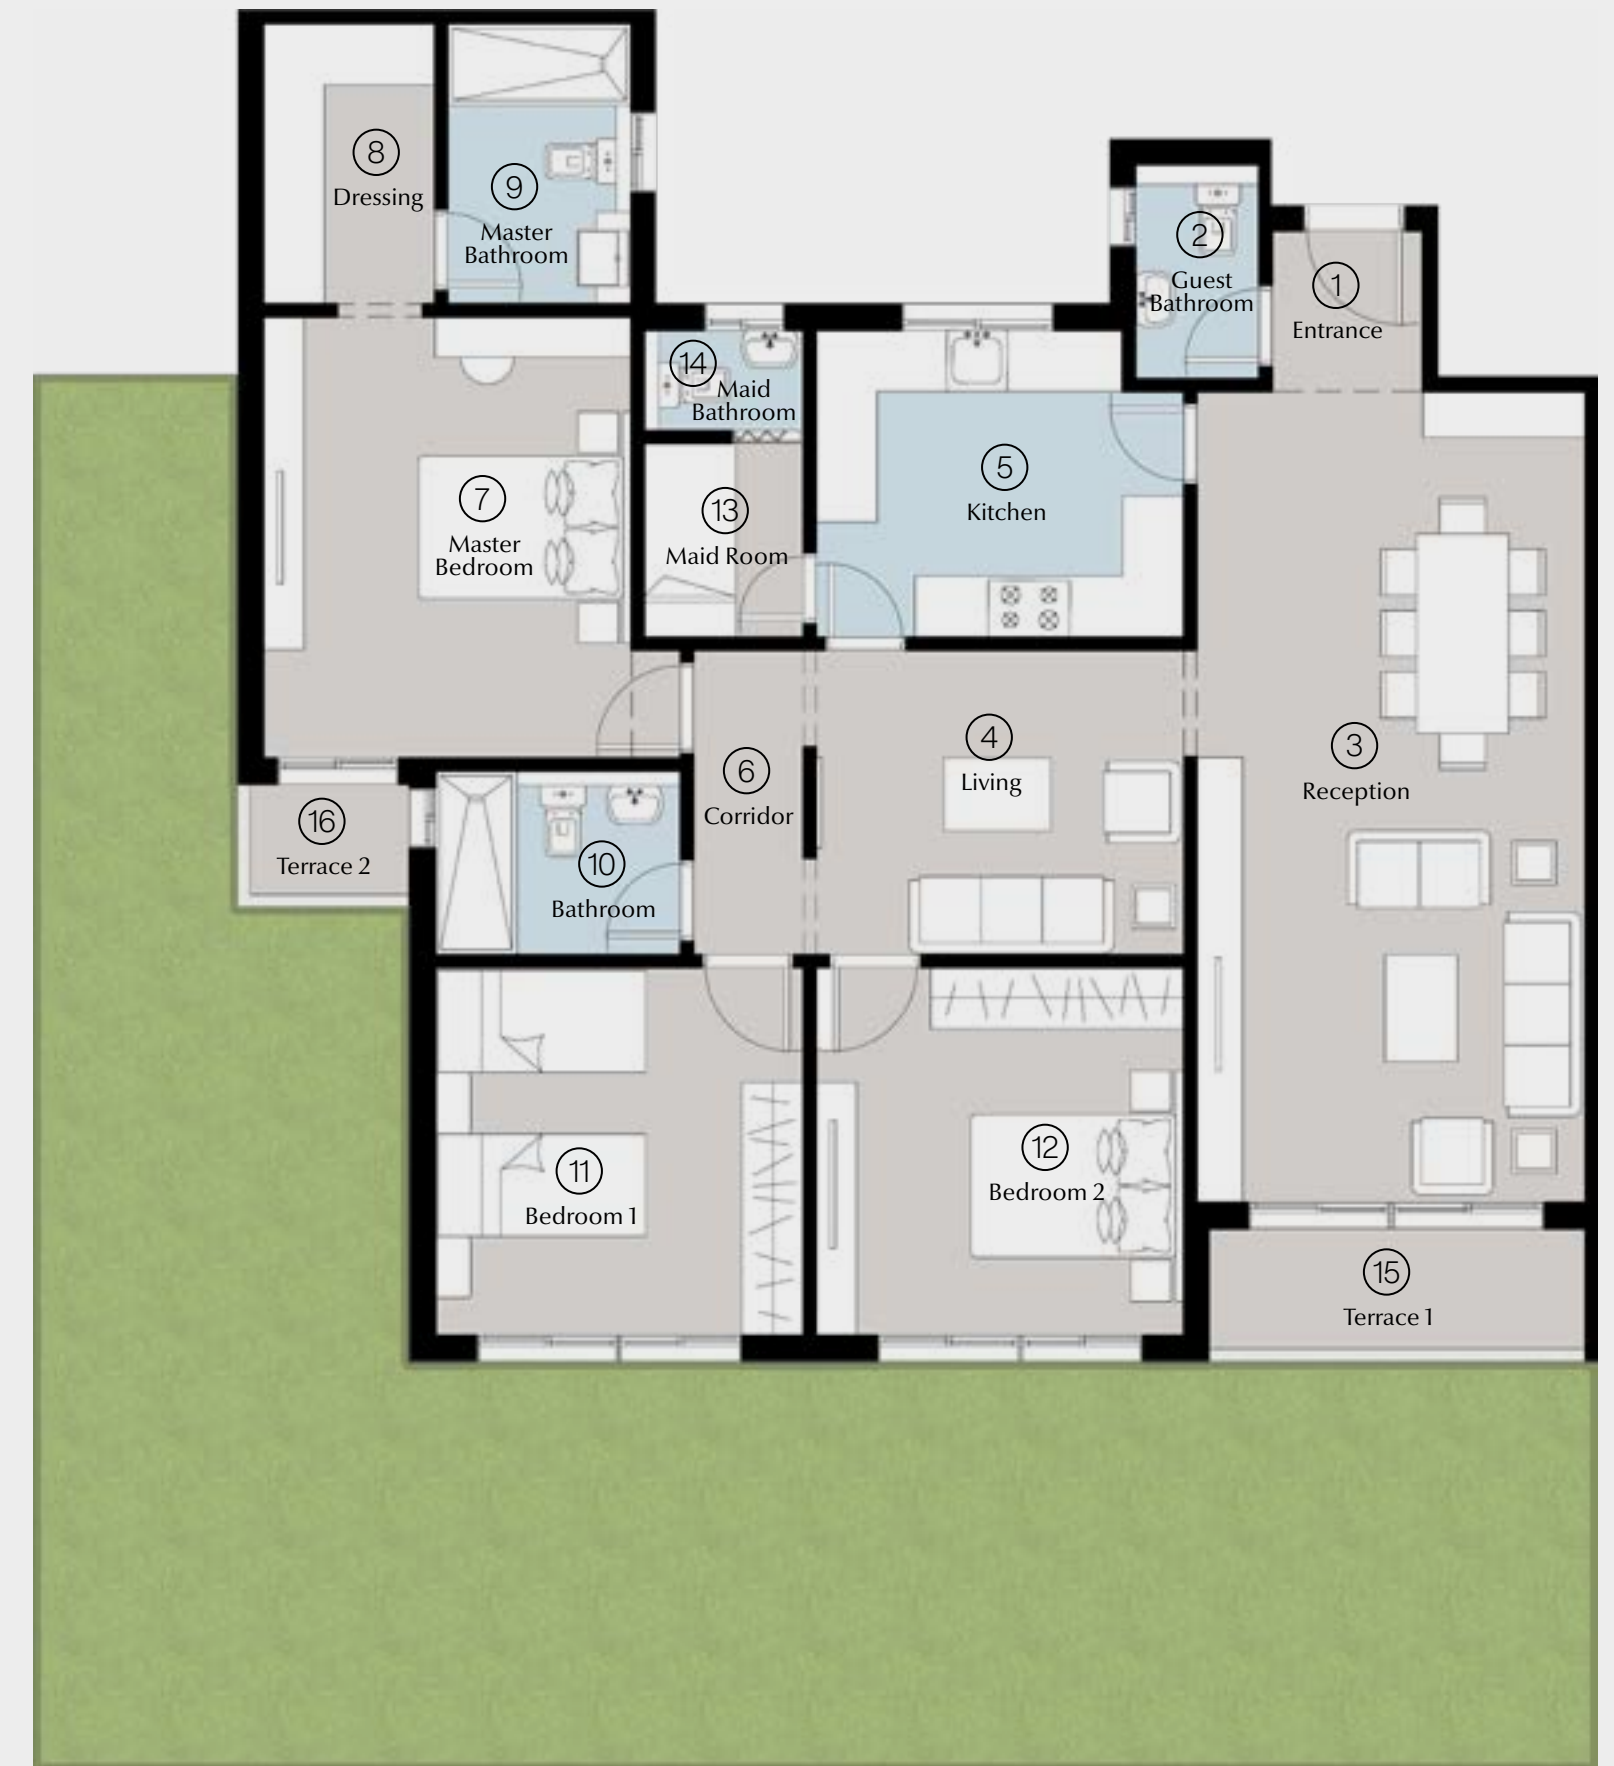 8
Dressing
9
Master
Bathroom
2
Guest
Bathroom
1
Entrance
14
Maid
Bathroom
7
Master
Bedroom
13
Maid Room
5
Kitchen
6
Corridor
4
Living
3
Reception
16
Terrace 2
10
Bathroom
11
Bedroom 1
12
Bedroom 2
15
Terrace 1